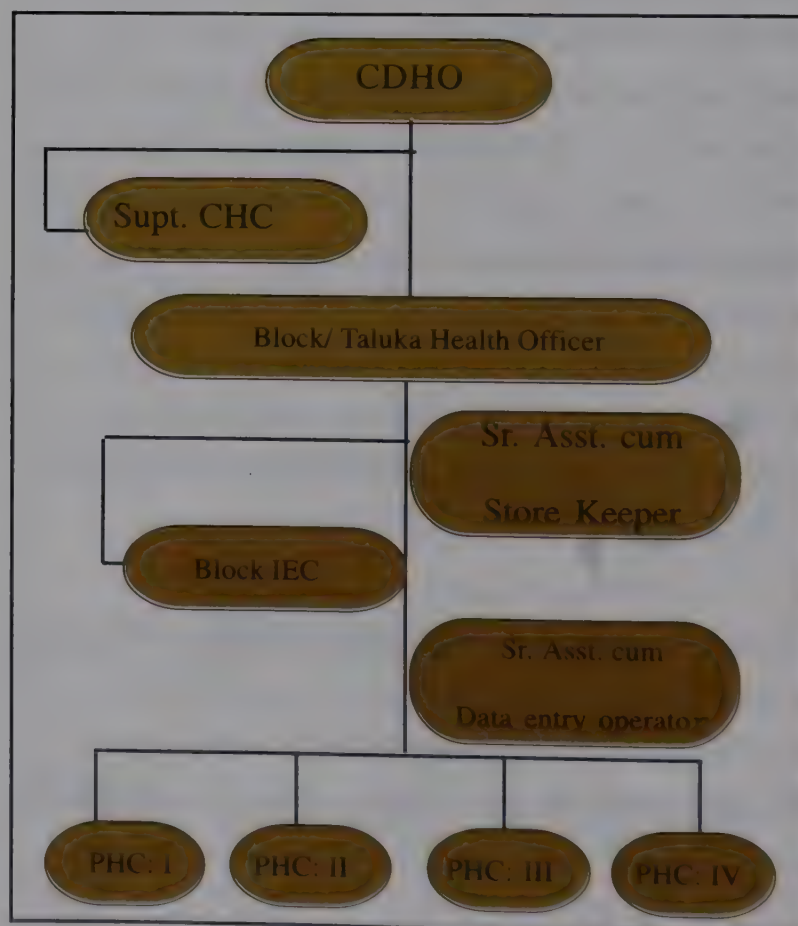 CDHO
Supt. CHC
Block/ Taluka Health Officer
Sr. Asst. cum
Store Keeper
Block IEC
Sr. Asst. cum
Data entry operator
PHC: I
PHC: II
PHC: III
PHC: IV